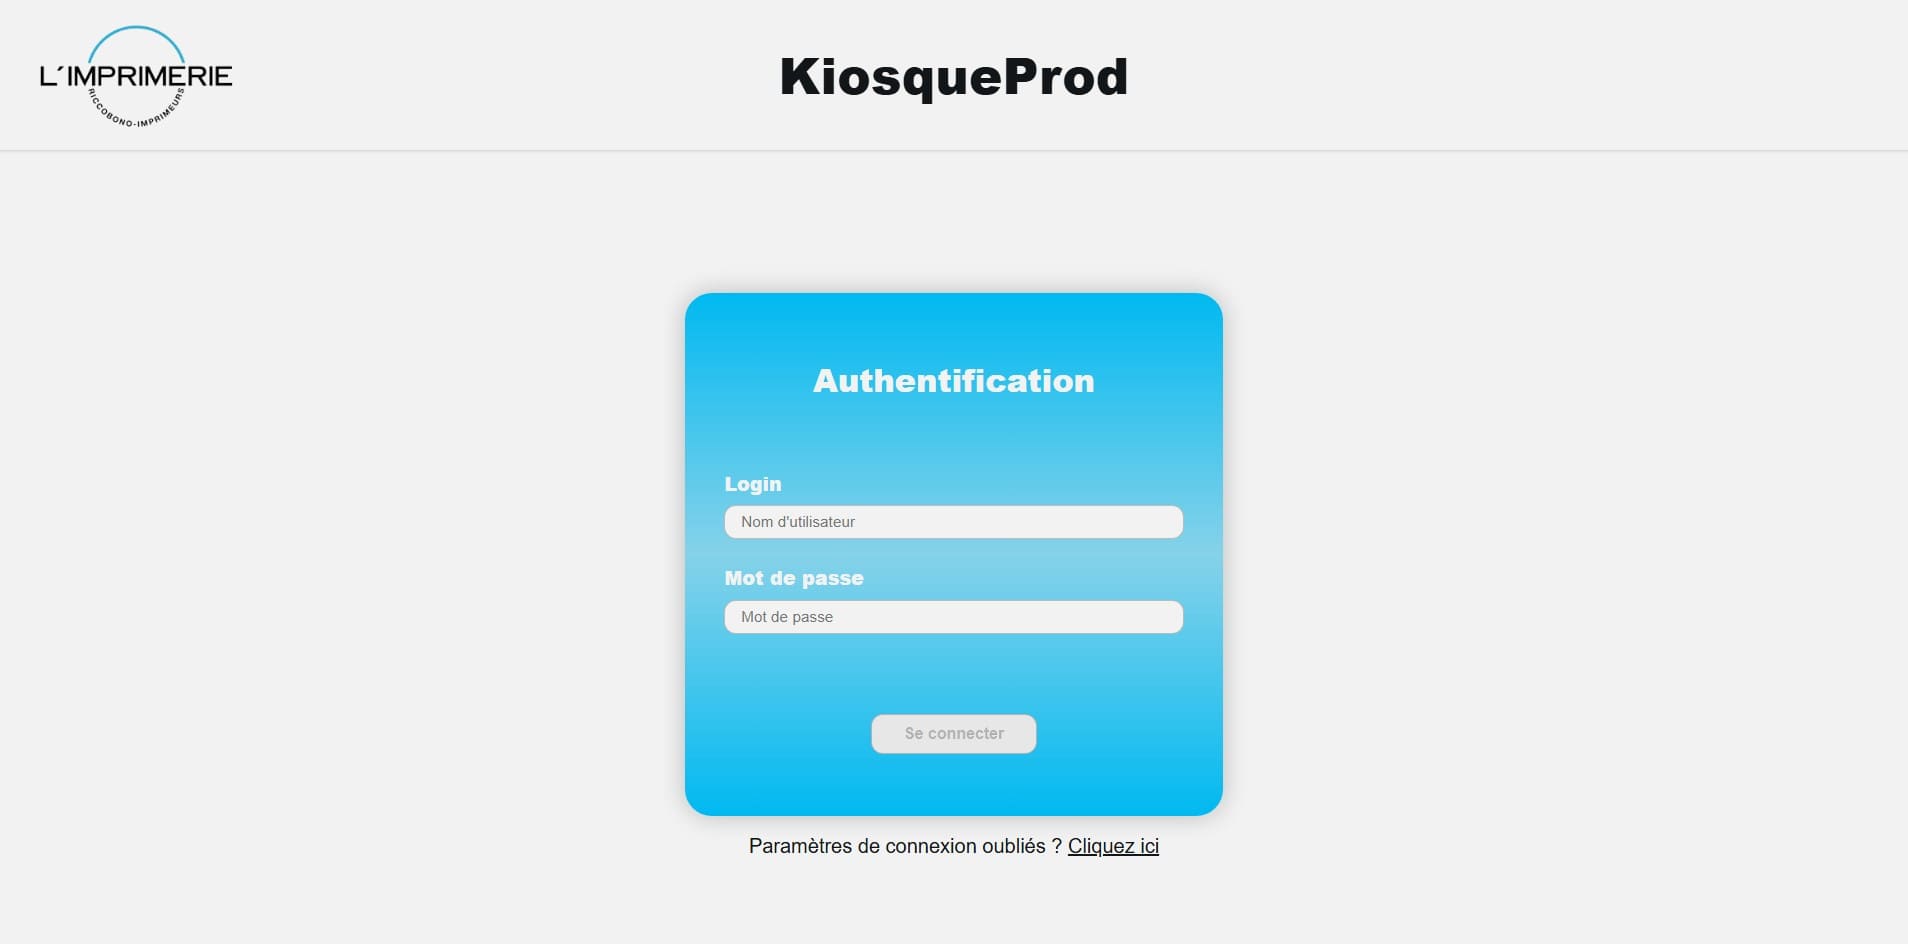 L'IMPRIMERIE
RICCOBONO-IMPRIMEURS
KiosqueProd
Authentification
Login
Nom d'utilisateur
Mot de passe
Mot de passe
Se connecter
Paramètres de connexion oubliés ? Cliquez ici